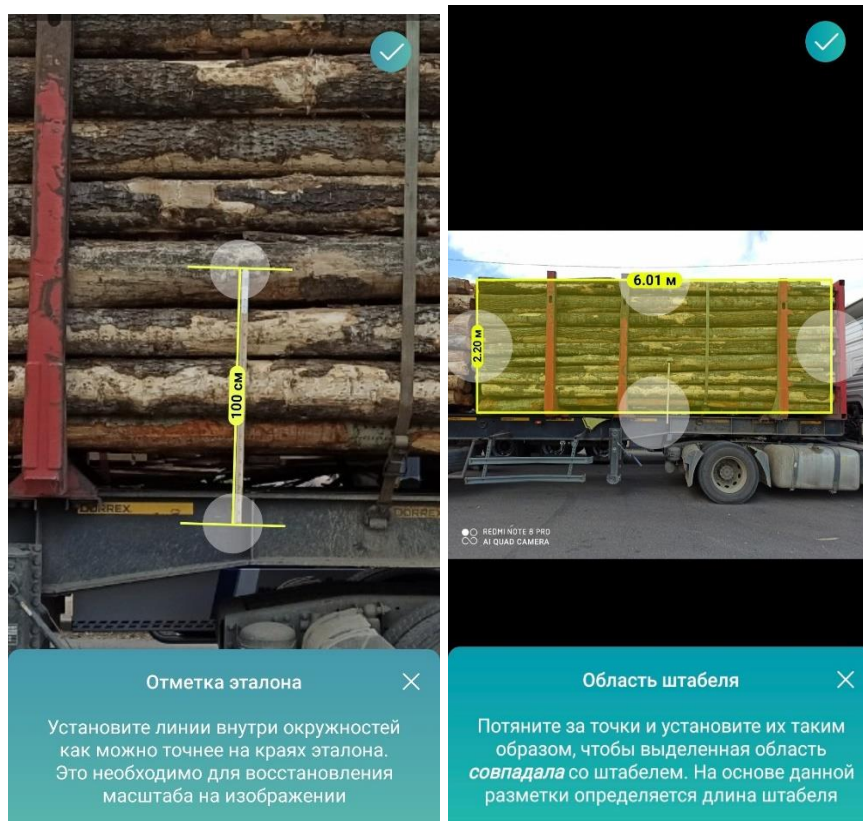 100 см
DORREX
DORREX
Отметка эталона
Установите линии внутри окружностей
как можно точнее на краях эталона.
Это необходимо для восстановления
масштаба на изображении
6.01 м
2.20 м
REDMI NOTE 8 PRO
AI QUAD CAMERA
Область штабеля
Потяните за точки и установите их таким
образом, чтобы выделенная область
совпадала со штабелем. На основе данной
разметки определяется длина штабеля